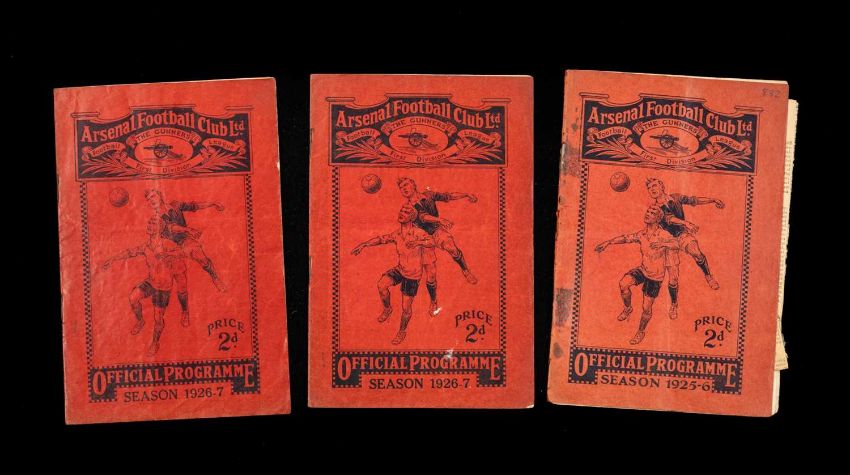 Arsenal Football Club Ltd
THE GUNNERS
Football League
First Division
PRICE
2d.
OFFICIAL PROGRAMME
SEASON 1926-7
Arsenal Football Club Ltd
THE GUNNERS
Football League
First Division
PRICE
2d.
OFFICIAL PROGRAMME
SEASON 1926-7
Arsenal Football Club Ltd.
THE GUNNERS
Football League
First Division
PRICE
2d.
OFFICIAL PROGRAMME
SEASON 1925-6